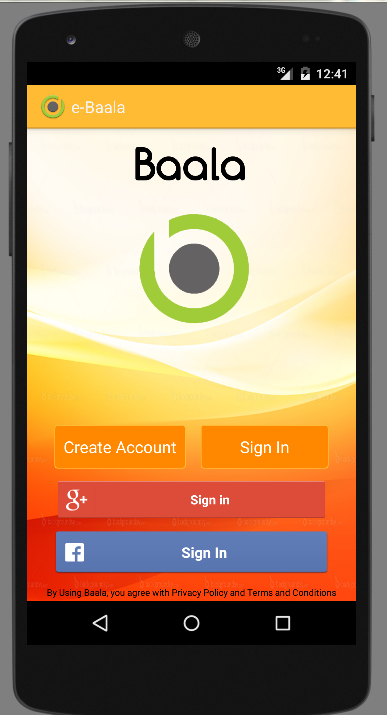 3G 12:41
e-Baala
Baala
Create Account Sign In
g+ Sign in
f Sign In
By Using Baala, you agree with Privacy Policy and Terms and Conditions